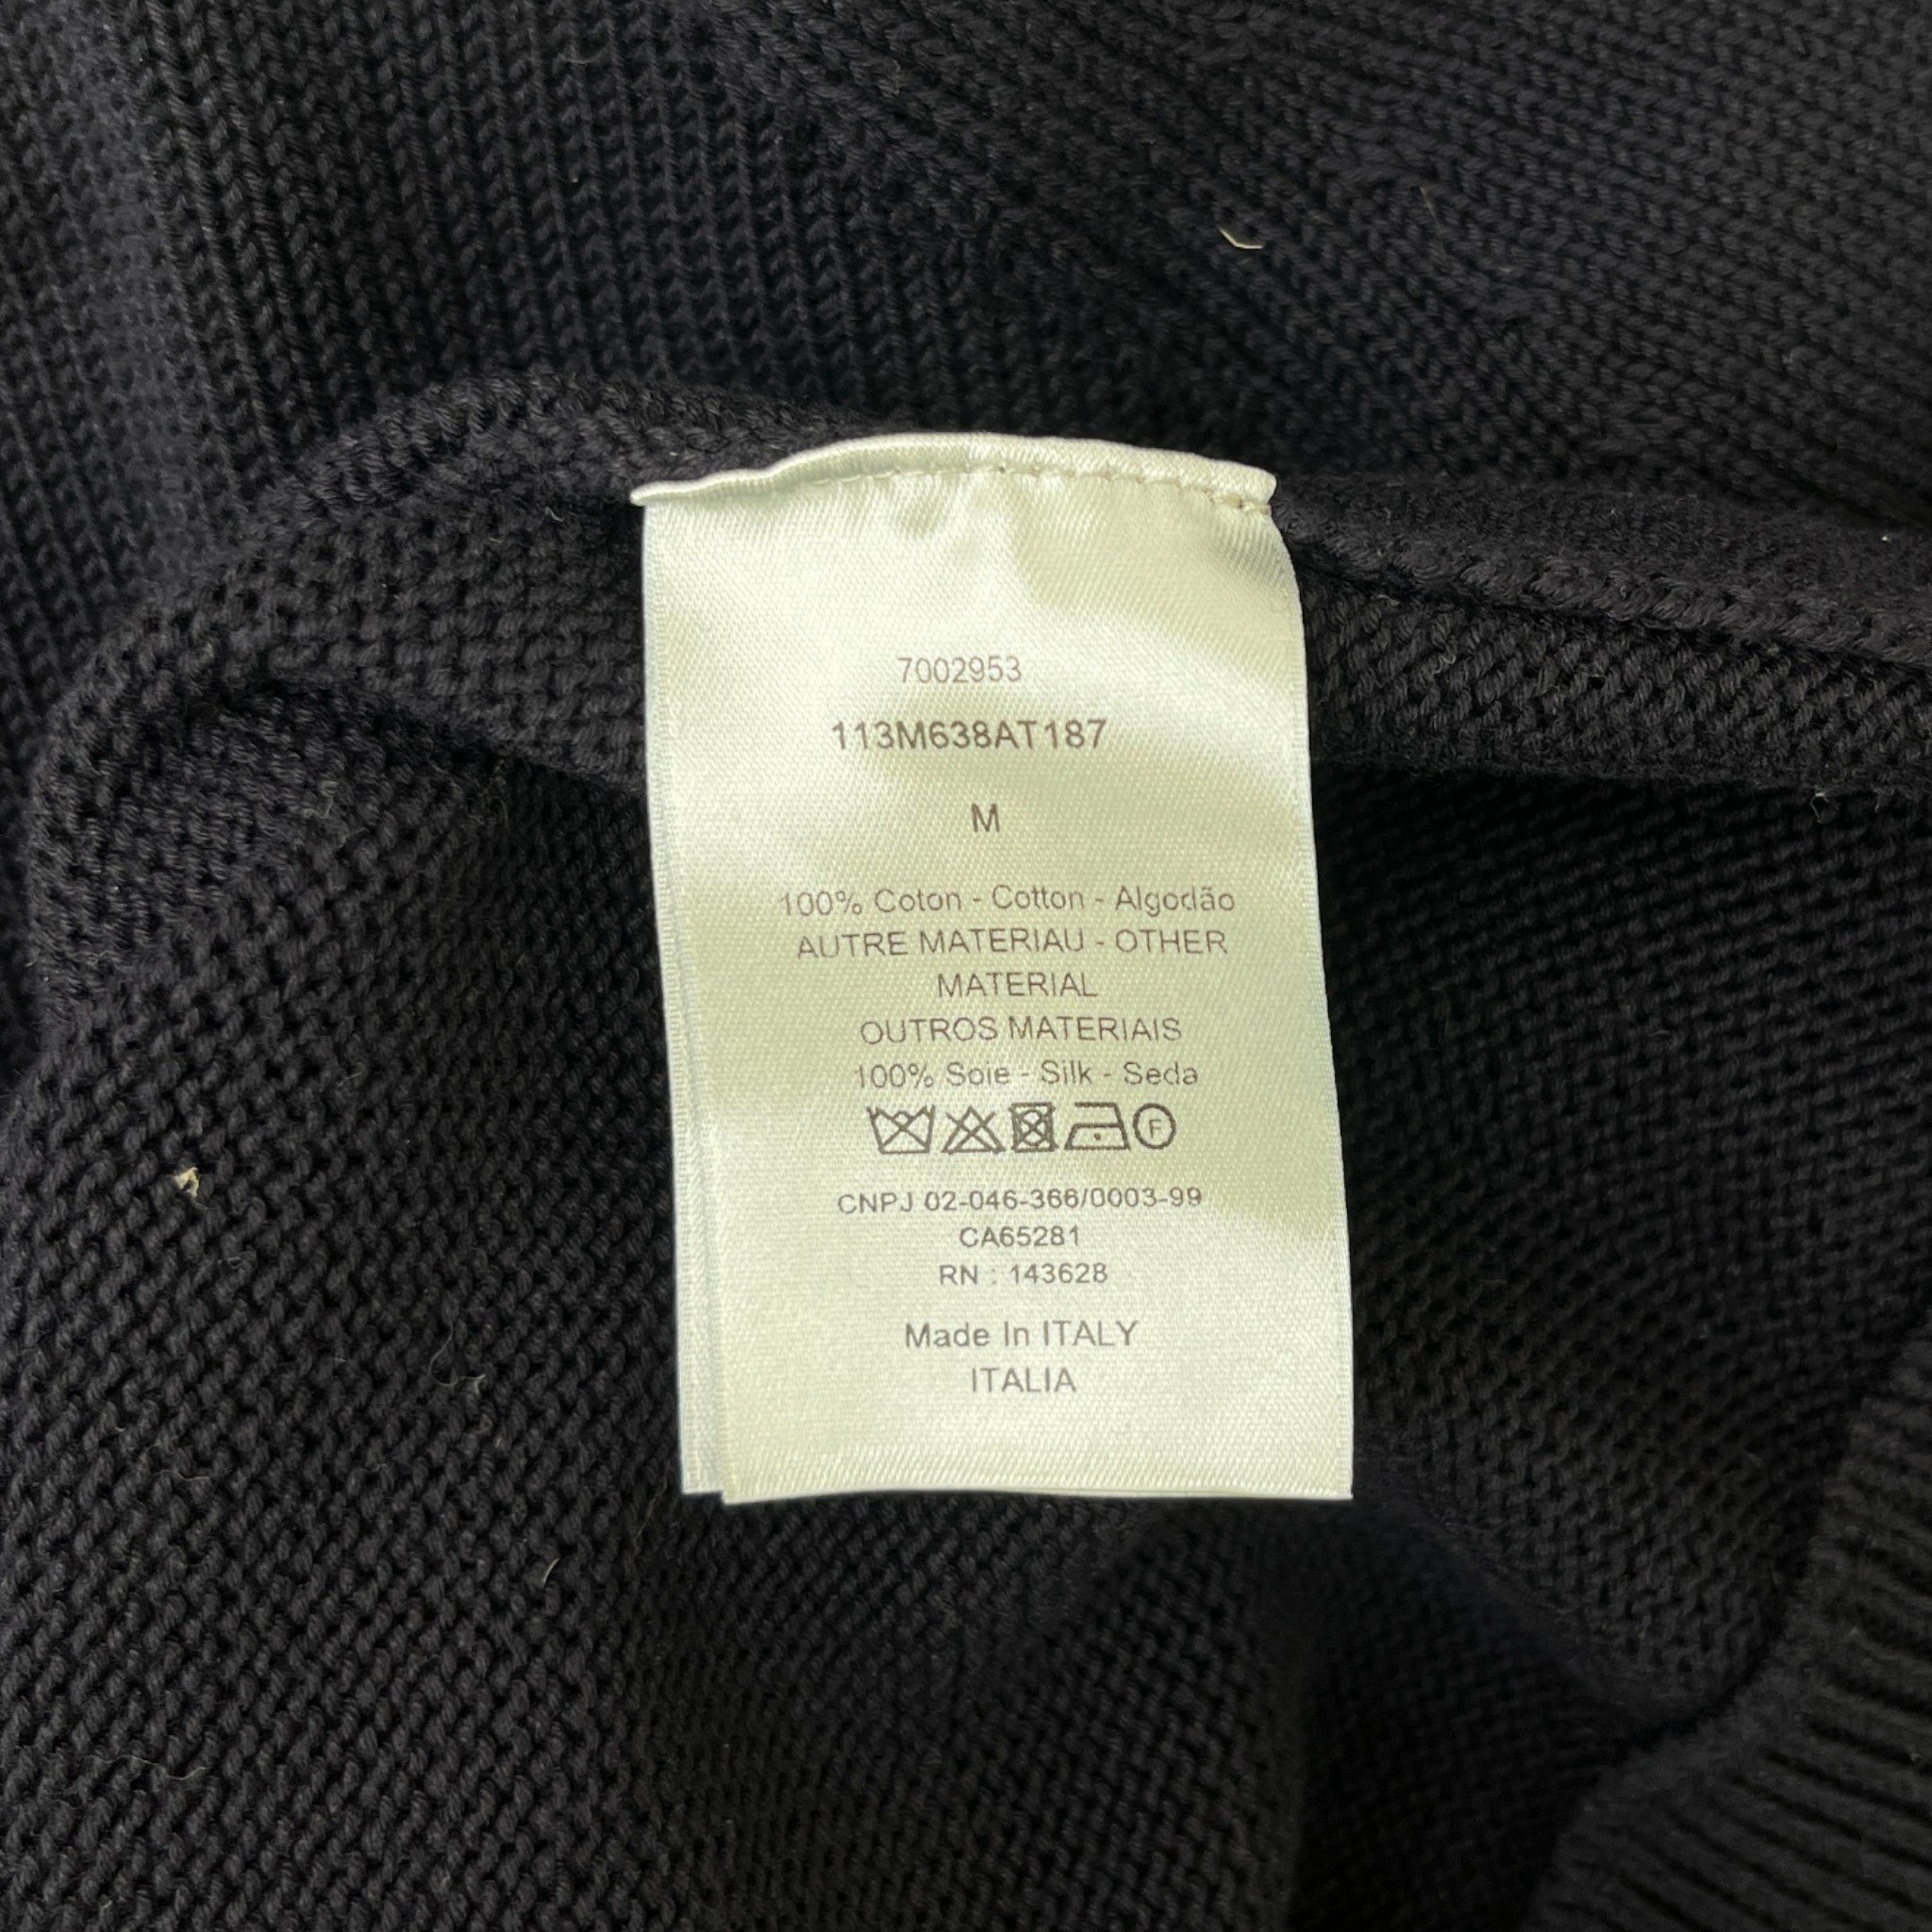 7002953
113M638AT187
M
100% Coton - Cotton - Algodão
AUTRE MATERIAU - OTHER
MATERIAL
OUTROS MATERIAIS
100% Soie - Silk - Seda
F
CNPJ 02-046-366/0003-99
CA65281
RN : 143628
Made In ITALY
ITALIA